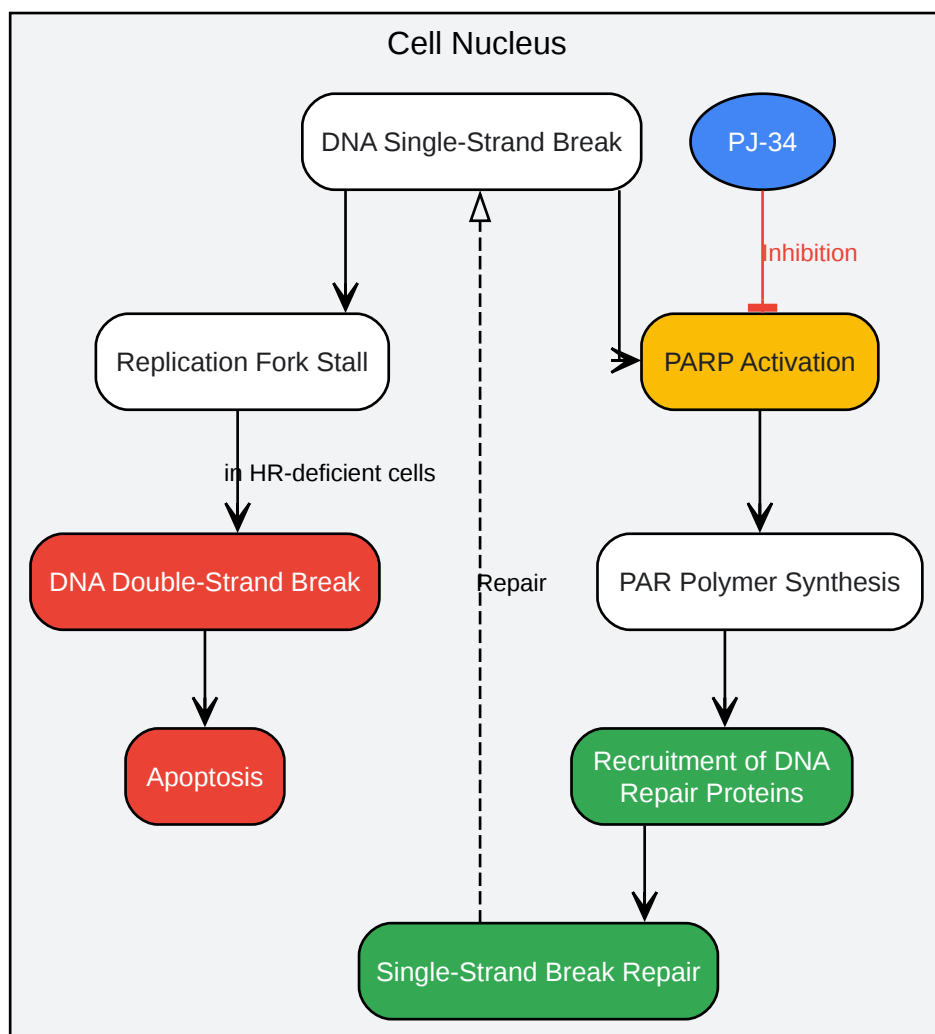 Cell Nucleus
DNA Single-Strand Break
PJ-34
Inhibition
Replication Fork Stall
PARP Activation
in HR-deficient cells
DNA Double-Strand Break
Repair
PAR Polymer Synthesis
Apoptosis
Recruitment of DNA
Repair Proteins
Single-Strand Break Repair